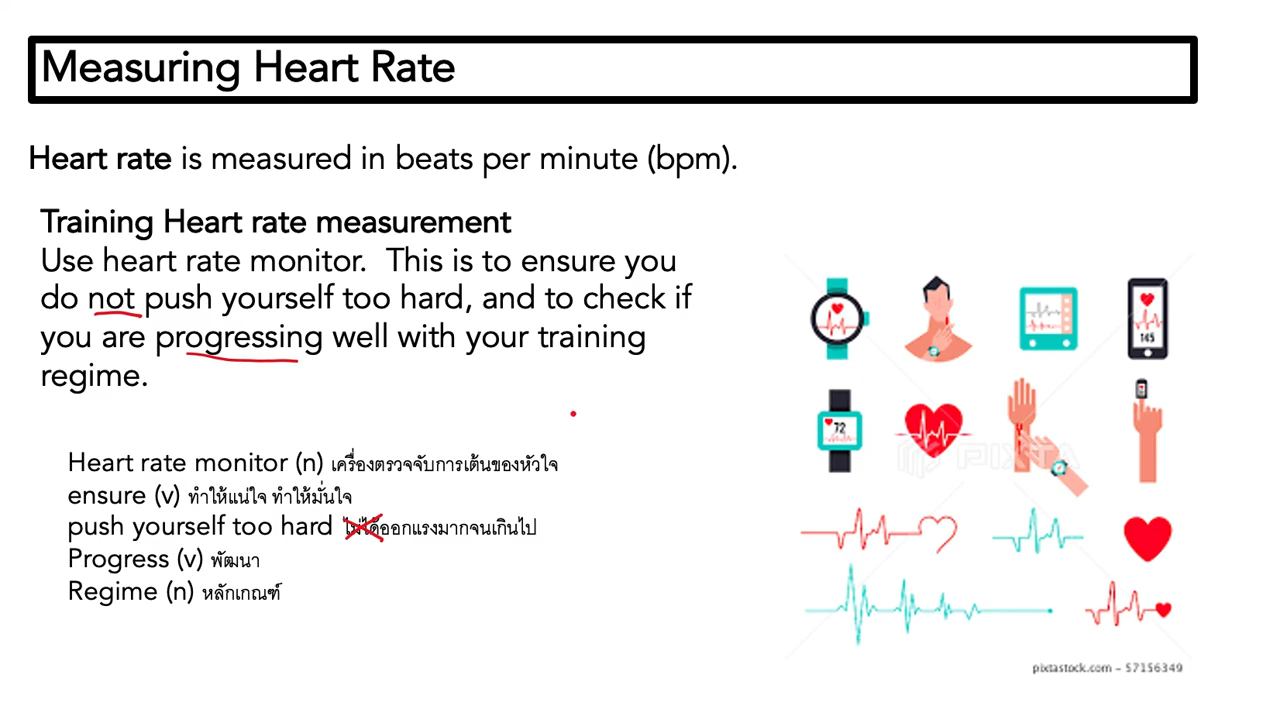 Measuring Heart Rate
Heart rate is measured in beats per minute (bpm).
Training Heart rate measurement
Use heart rate monitor. This is to ensure you
do not push yourself too hard, and to check if
you are progressing well with your training
regime.
Heart rate monitor (n) เครื่องตรวจจับการเต้นของหัวใจ
ensure (v) ทำให้แน่ใจ ทำให้มั่นใจ
push yourself too hard ไม่ได้ออกแรงมากจนเกินไป
Progress (v) พัฒนา
Regime (n) หลักเกณฑ์
145
72
PIXTA
pixtastock.com - 57156349